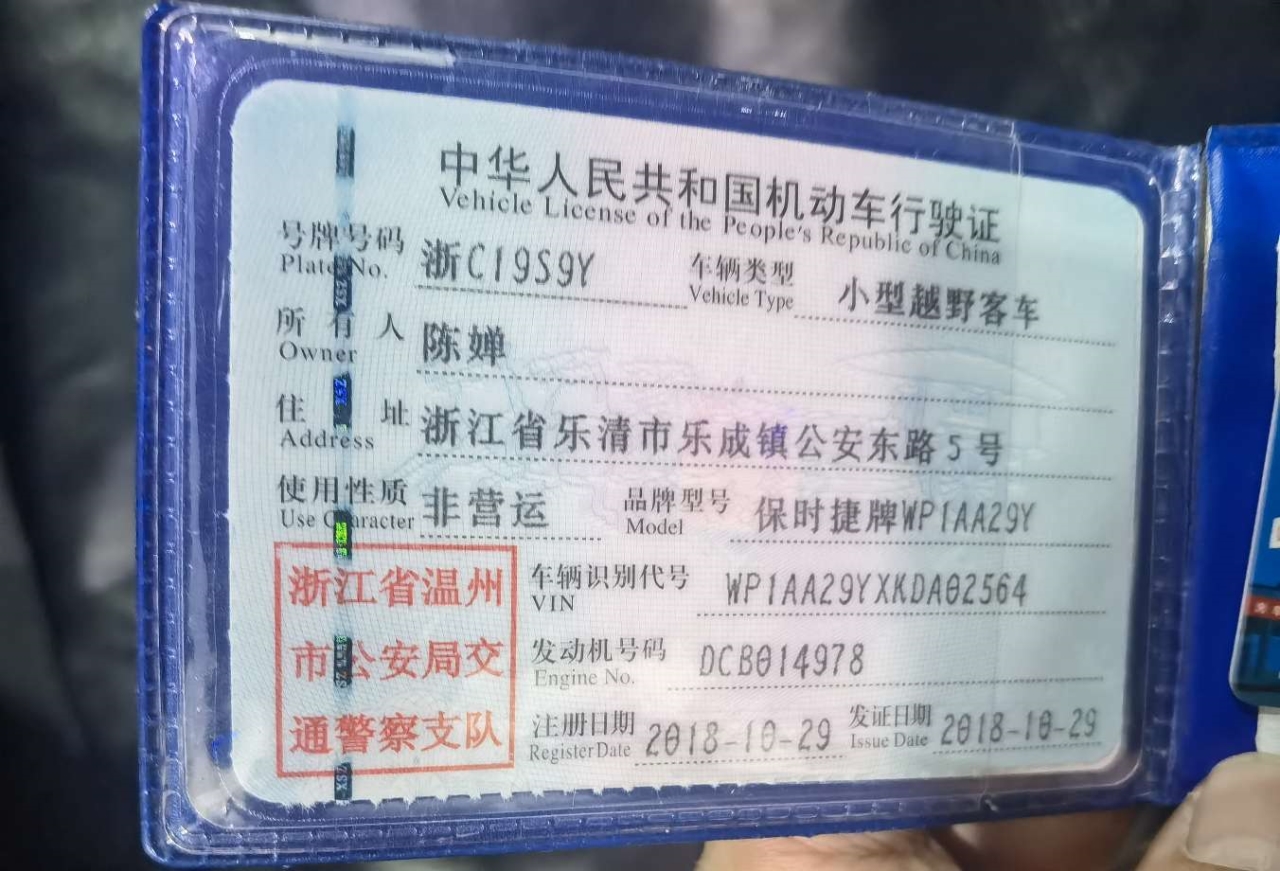 中华人民共和国机动车行驶证
Vehicle License of the People's Republic of China
号牌号码 浙C19S9Y 车辆类型 小型越野客车
Plate No. Vehicle Type
所有人 陈婵
Owner
住址 浙江省乐清市乐成镇公安东路5号
Address
使用性质 非营运 品牌型号 保时捷牌WP1AA29Y
Use Character Model
浙江省温州
市公安局交
通警察支队
车辆识别代号 WP1AA29YXKDA02564
VIN
发动机号码 DCB014978
Engine No.
注册日期 2018-10-29 发证日期 2018-10-29
Register Date Issue Date